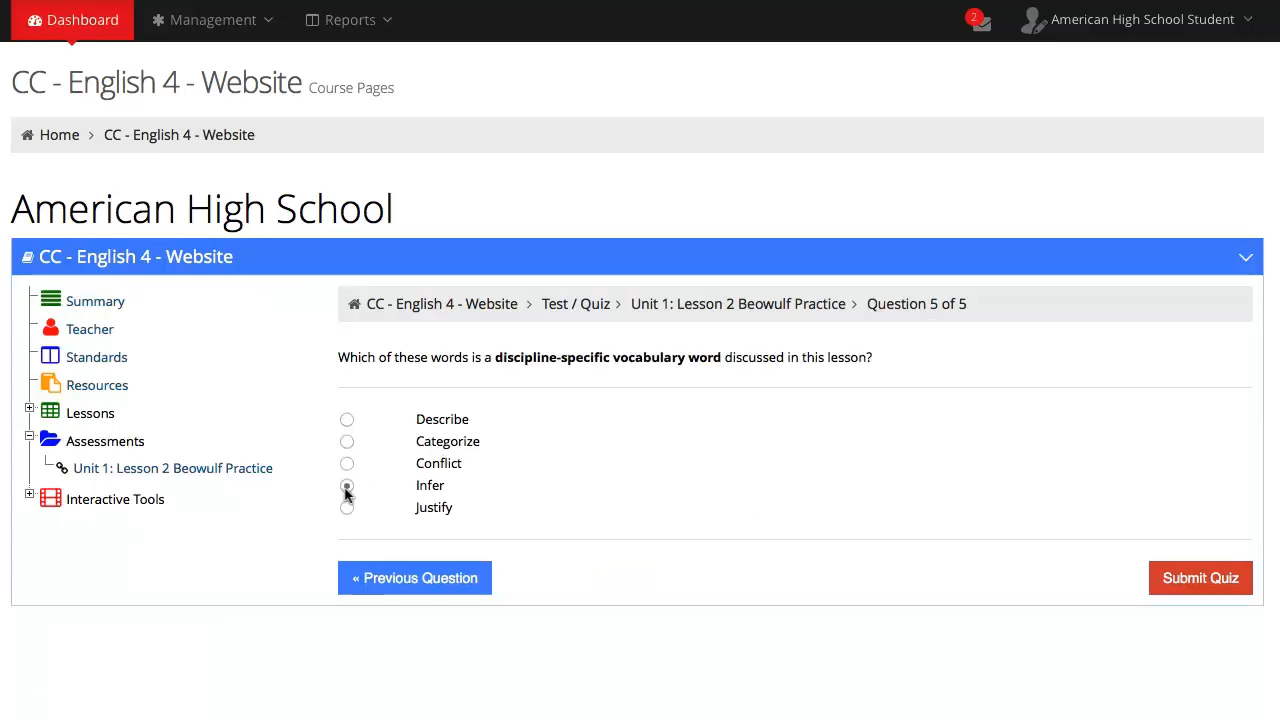 Dashboard Management Reports 2 American High School Student
CC - English 4 - Website Course Pages
Home > CC - English 4 - Website
American High School
CC - English 4 - Website
Summary
Teacher
Standards
Resources
Lessons
Assessments
Unit 1: Lesson 2 Beowulf Practice
Interactive Tools
CC - English 4 - Website > Test / Quiz > Unit 1: Lesson 2 Beowulf Practice > Question 5 of 5
Which of these words is a discipline-specific vocabulary word discussed in this lesson?
Describe
Categorize
Conflict
Infer
Justify
« Previous Question
Submit Quiz